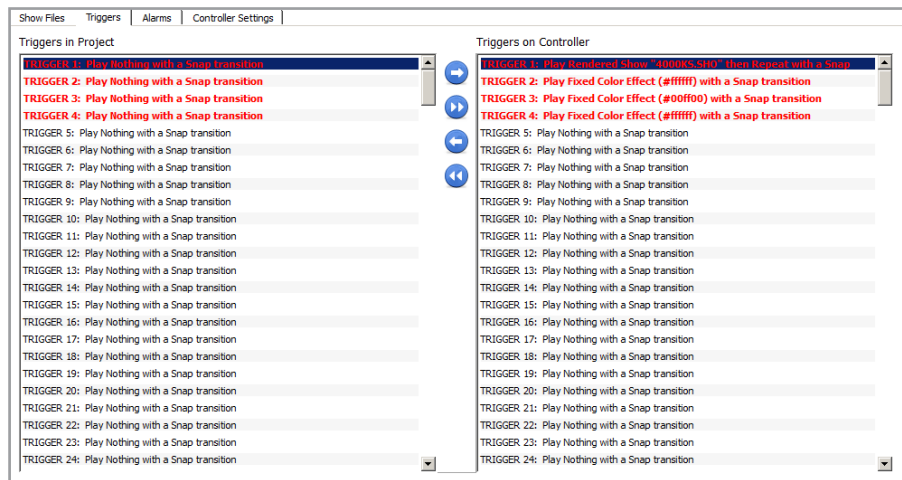 Show Files Triggers Alarms Controller Settings
Triggers in Project
TRIGGER 1: Play Nothing with a Snap transition
TRIGGER 2: Play Nothing with a Snap transition
TRIGGER 3: Play Nothing with a Snap transition
TRIGGER 4: Play Nothing with a Snap transition
TRIGGER 5: Play Nothing with a Snap transition
TRIGGER 6: Play Nothing with a Snap transition
TRIGGER 7: Play Nothing with a Snap transition
TRIGGER 8: Play Nothing with a Snap transition
TRIGGER 9: Play Nothing with a Snap transition
TRIGGER 10: Play Nothing with a Snap transition
TRIGGER 11: Play Nothing with a Snap transition
TRIGGER 12: Play Nothing with a Snap transition
TRIGGER 13: Play Nothing with a Snap transition
TRIGGER 14: Play Nothing with a Snap transition
TRIGGER 15: Play Nothing with a Snap transition
TRIGGER 16: Play Nothing with a Snap transition
TRIGGER 17: Play Nothing with a Snap transition
TRIGGER 18: Play Nothing with a Snap transition
TRIGGER 19: Play Nothing with a Snap transition
TRIGGER 20: Play Nothing with a Snap transition
TRIGGER 21: Play Nothing with a Snap transition
TRIGGER 22: Play Nothing with a Snap transition
TRIGGER 23: Play Nothing with a Snap transition
TRIGGER 24: Play Nothing with a Snap transition
Triggers on Controller
TRIGGER 1: Play Rendered Show "4000KS.SHO" then Repeat with a Snap
TRIGGER 2: Play Fixed Color Effect (#ffffff) with a Snap transition
TRIGGER 3: Play Fixed Color Effect (#00ff00) with a Snap transition
TRIGGER 4: Play Fixed Color Effect (#ffffff) with a Snap transition
TRIGGER 5: Play Nothing with a Snap transition
TRIGGER 6: Play Nothing with a Snap transition
TRIGGER 7: Play Nothing with a Snap transition
TRIGGER 8: Play Nothing with a Snap transition
TRIGGER 9: Play Nothing with a Snap transition
TRIGGER 10: Play Nothing with a Snap transition
TRIGGER 11: Play Nothing with a Snap transition
TRIGGER 12: Play Nothing with a Snap transition
TRIGGER 13: Play Nothing with a Snap transition
TRIGGER 14: Play Nothing with a Snap transition
TRIGGER 15: Play Nothing with a Snap transition
TRIGGER 16: Play Nothing with a Snap transition
TRIGGER 17: Play Nothing with a Snap transition
TRIGGER 18: Play Nothing with a Snap transition
TRIGGER 19: Play Nothing with a Snap transition
TRIGGER 20: Play Nothing with a Snap transition
TRIGGER 21: Play Nothing with a Snap transition
TRIGGER 22: Play Nothing with a Snap transition
TRIGGER 23: Play Nothing with a Snap transition
TRIGGER 24: Play Nothing with a Snap transition